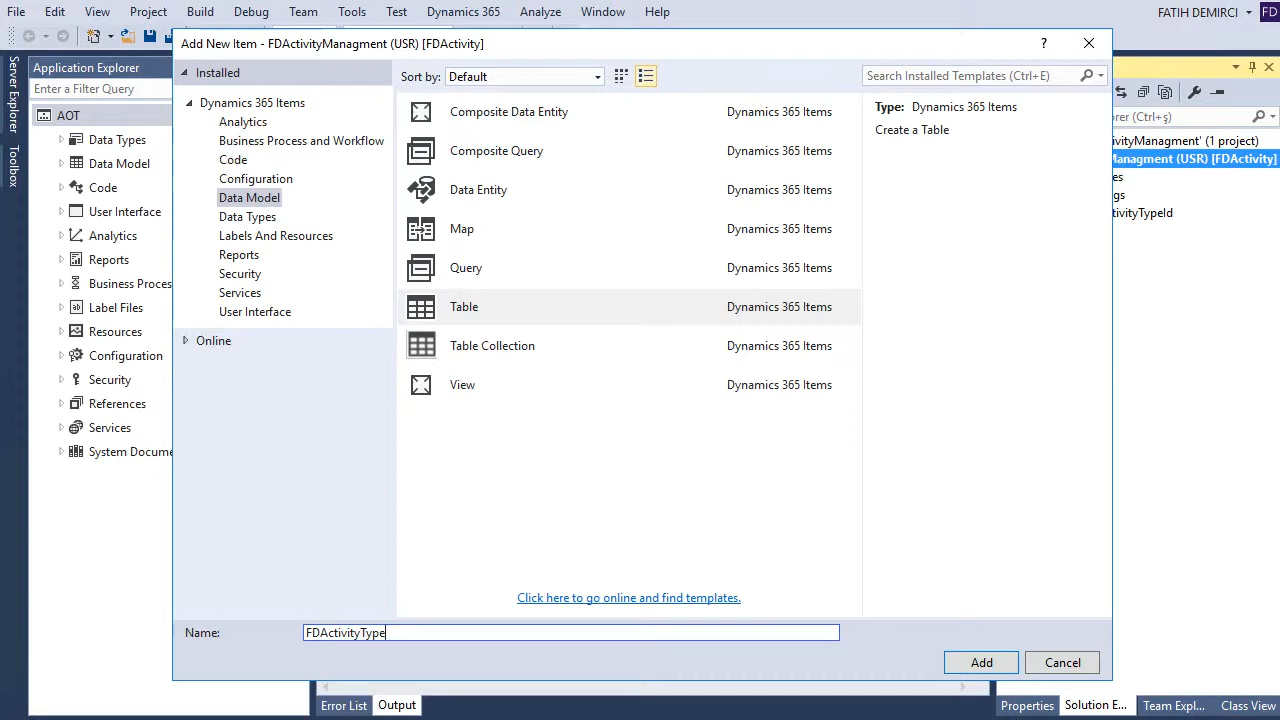 File Edit View Project Build Debug Team Tools Test Dynamics 365 Analyze Window Help FATIH DEMIRCI FD
Add New Item - FDActivityManagment (USR) [FDActivity] ?
Server Explorer
Toolbox
Application Explorer
Enter a Filter Query
AOT
Data Types
Data Model
Code
User Interface
Analytics
Reports
Business Proces
Label Files
Resources
Configuration
Security
References
Services
System Docume
Installed
Dynamics 365 Items
Analytics
Business Process and Workflow
Code
Configuration
Data Model
Data Types
Labels And Resources
Reports
Security
Services
User Interface
Online
Sort by: Default
Composite Data Entity Dynamics 365 Items
Composite Query Dynamics 365 Items
Data Entity Dynamics 365 Items
Map Dynamics 365 Items
Query Dynamics 365 Items
Table Dynamics 365 Items
Table Collection Dynamics 365 Items
View Dynamics 365 Items
Click here to go online and find templates.
Search Installed Templates (Ctrl+E)
Type: Dynamics 365 Items
Create a Table
Name: FDActivityType
Add Cancel
orer (Ctrl+ş)
ivityManagment' (1 project)
Managment (USR) [FDActivity]
es
gs
tivityTypeId
Error List Output
Properties Solution E... Team Expl... Class View